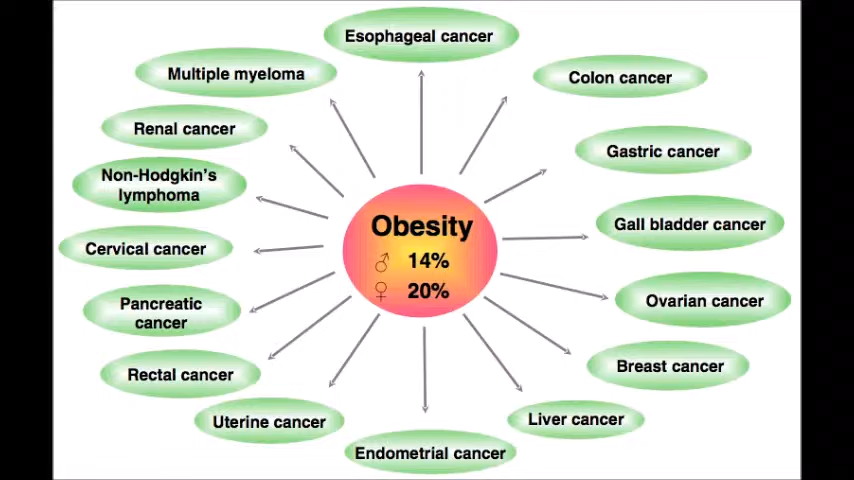 Esophageal cancer
Multiple myeloma
Colon cancer
Renal cancer
Gastric cancer
Non-Hodgkin's
lymphoma
Obesity
♂ 14%
♀ 20%
Gall bladder cancer
Cervical cancer
Ovarian cancer
Pancreatic
cancer
Breast cancer
Rectal cancer
Uterine cancer
Liver cancer
Endometrial cancer